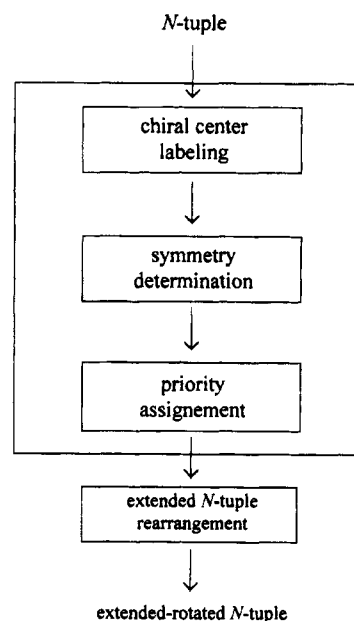 N-tuple
chiral center
labeling
symmetry
determination
priority
assignement
extended N-tuple
rearrangement
extended-rotated N-tuple